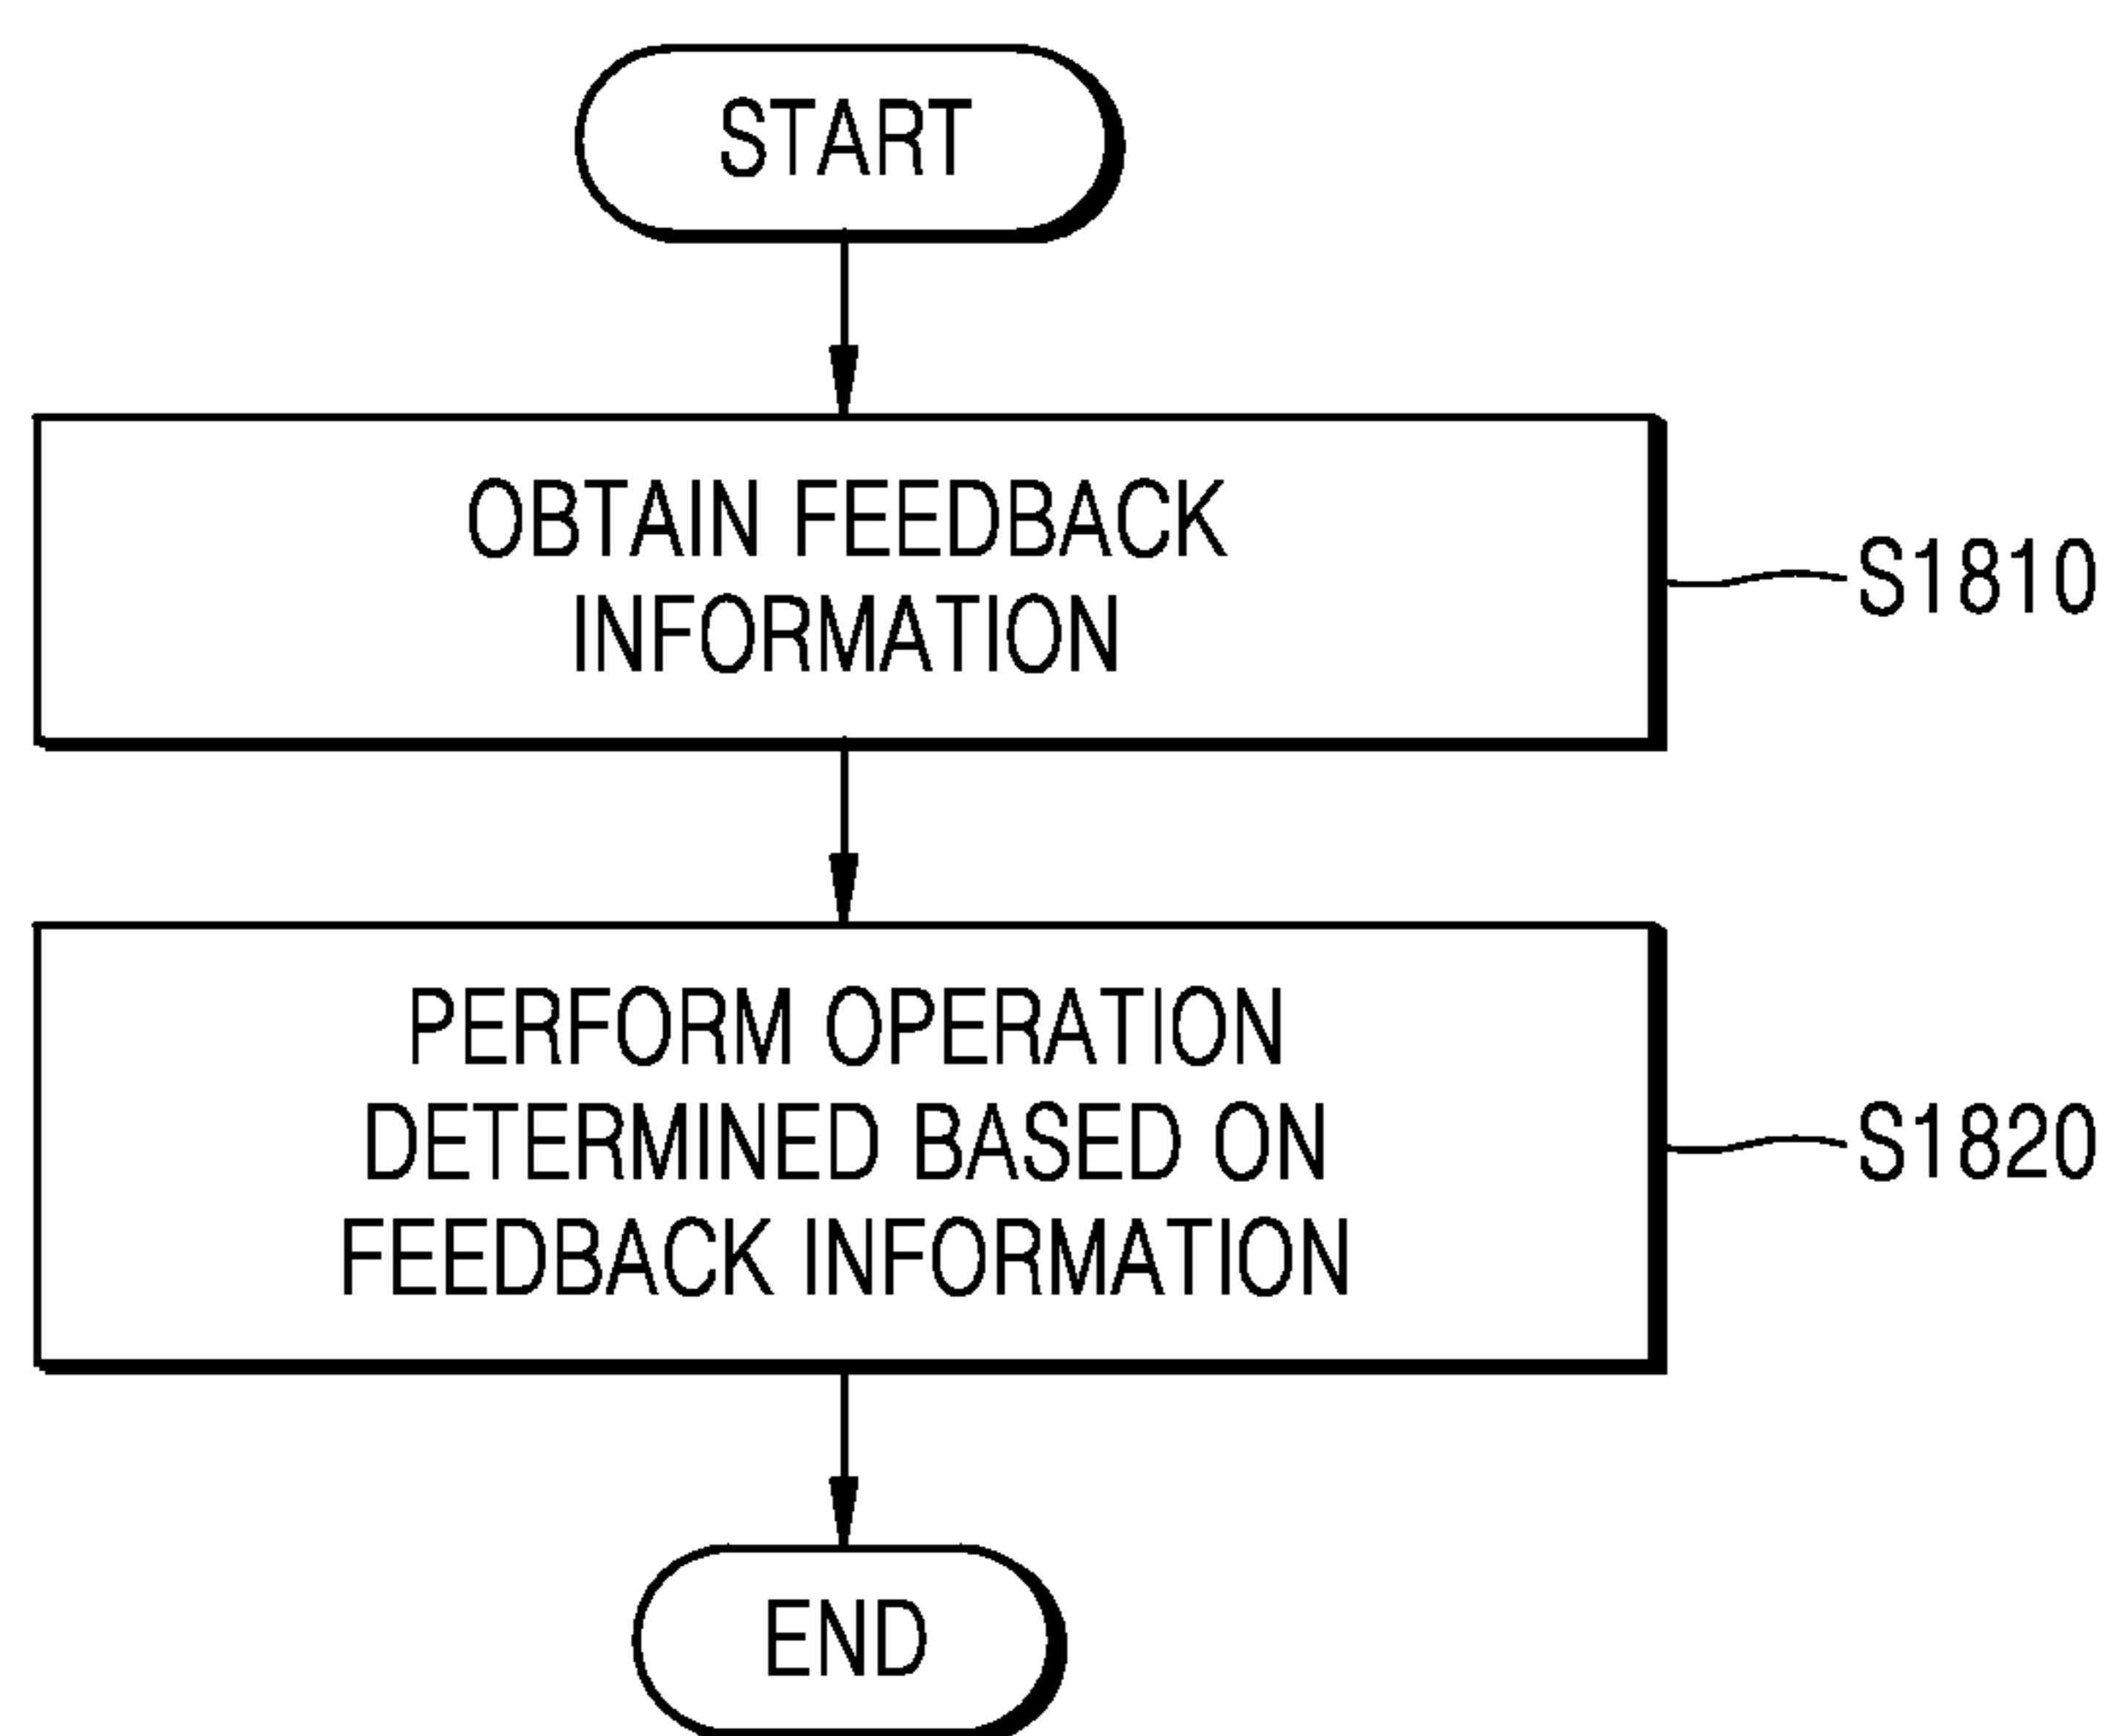 START
OBTAIN FEEDBACK
INFORMATION
S1810
PERFORM OPERATION
DETERMINED BASED ON
FEEDBACK INFORMATION
S1820
END